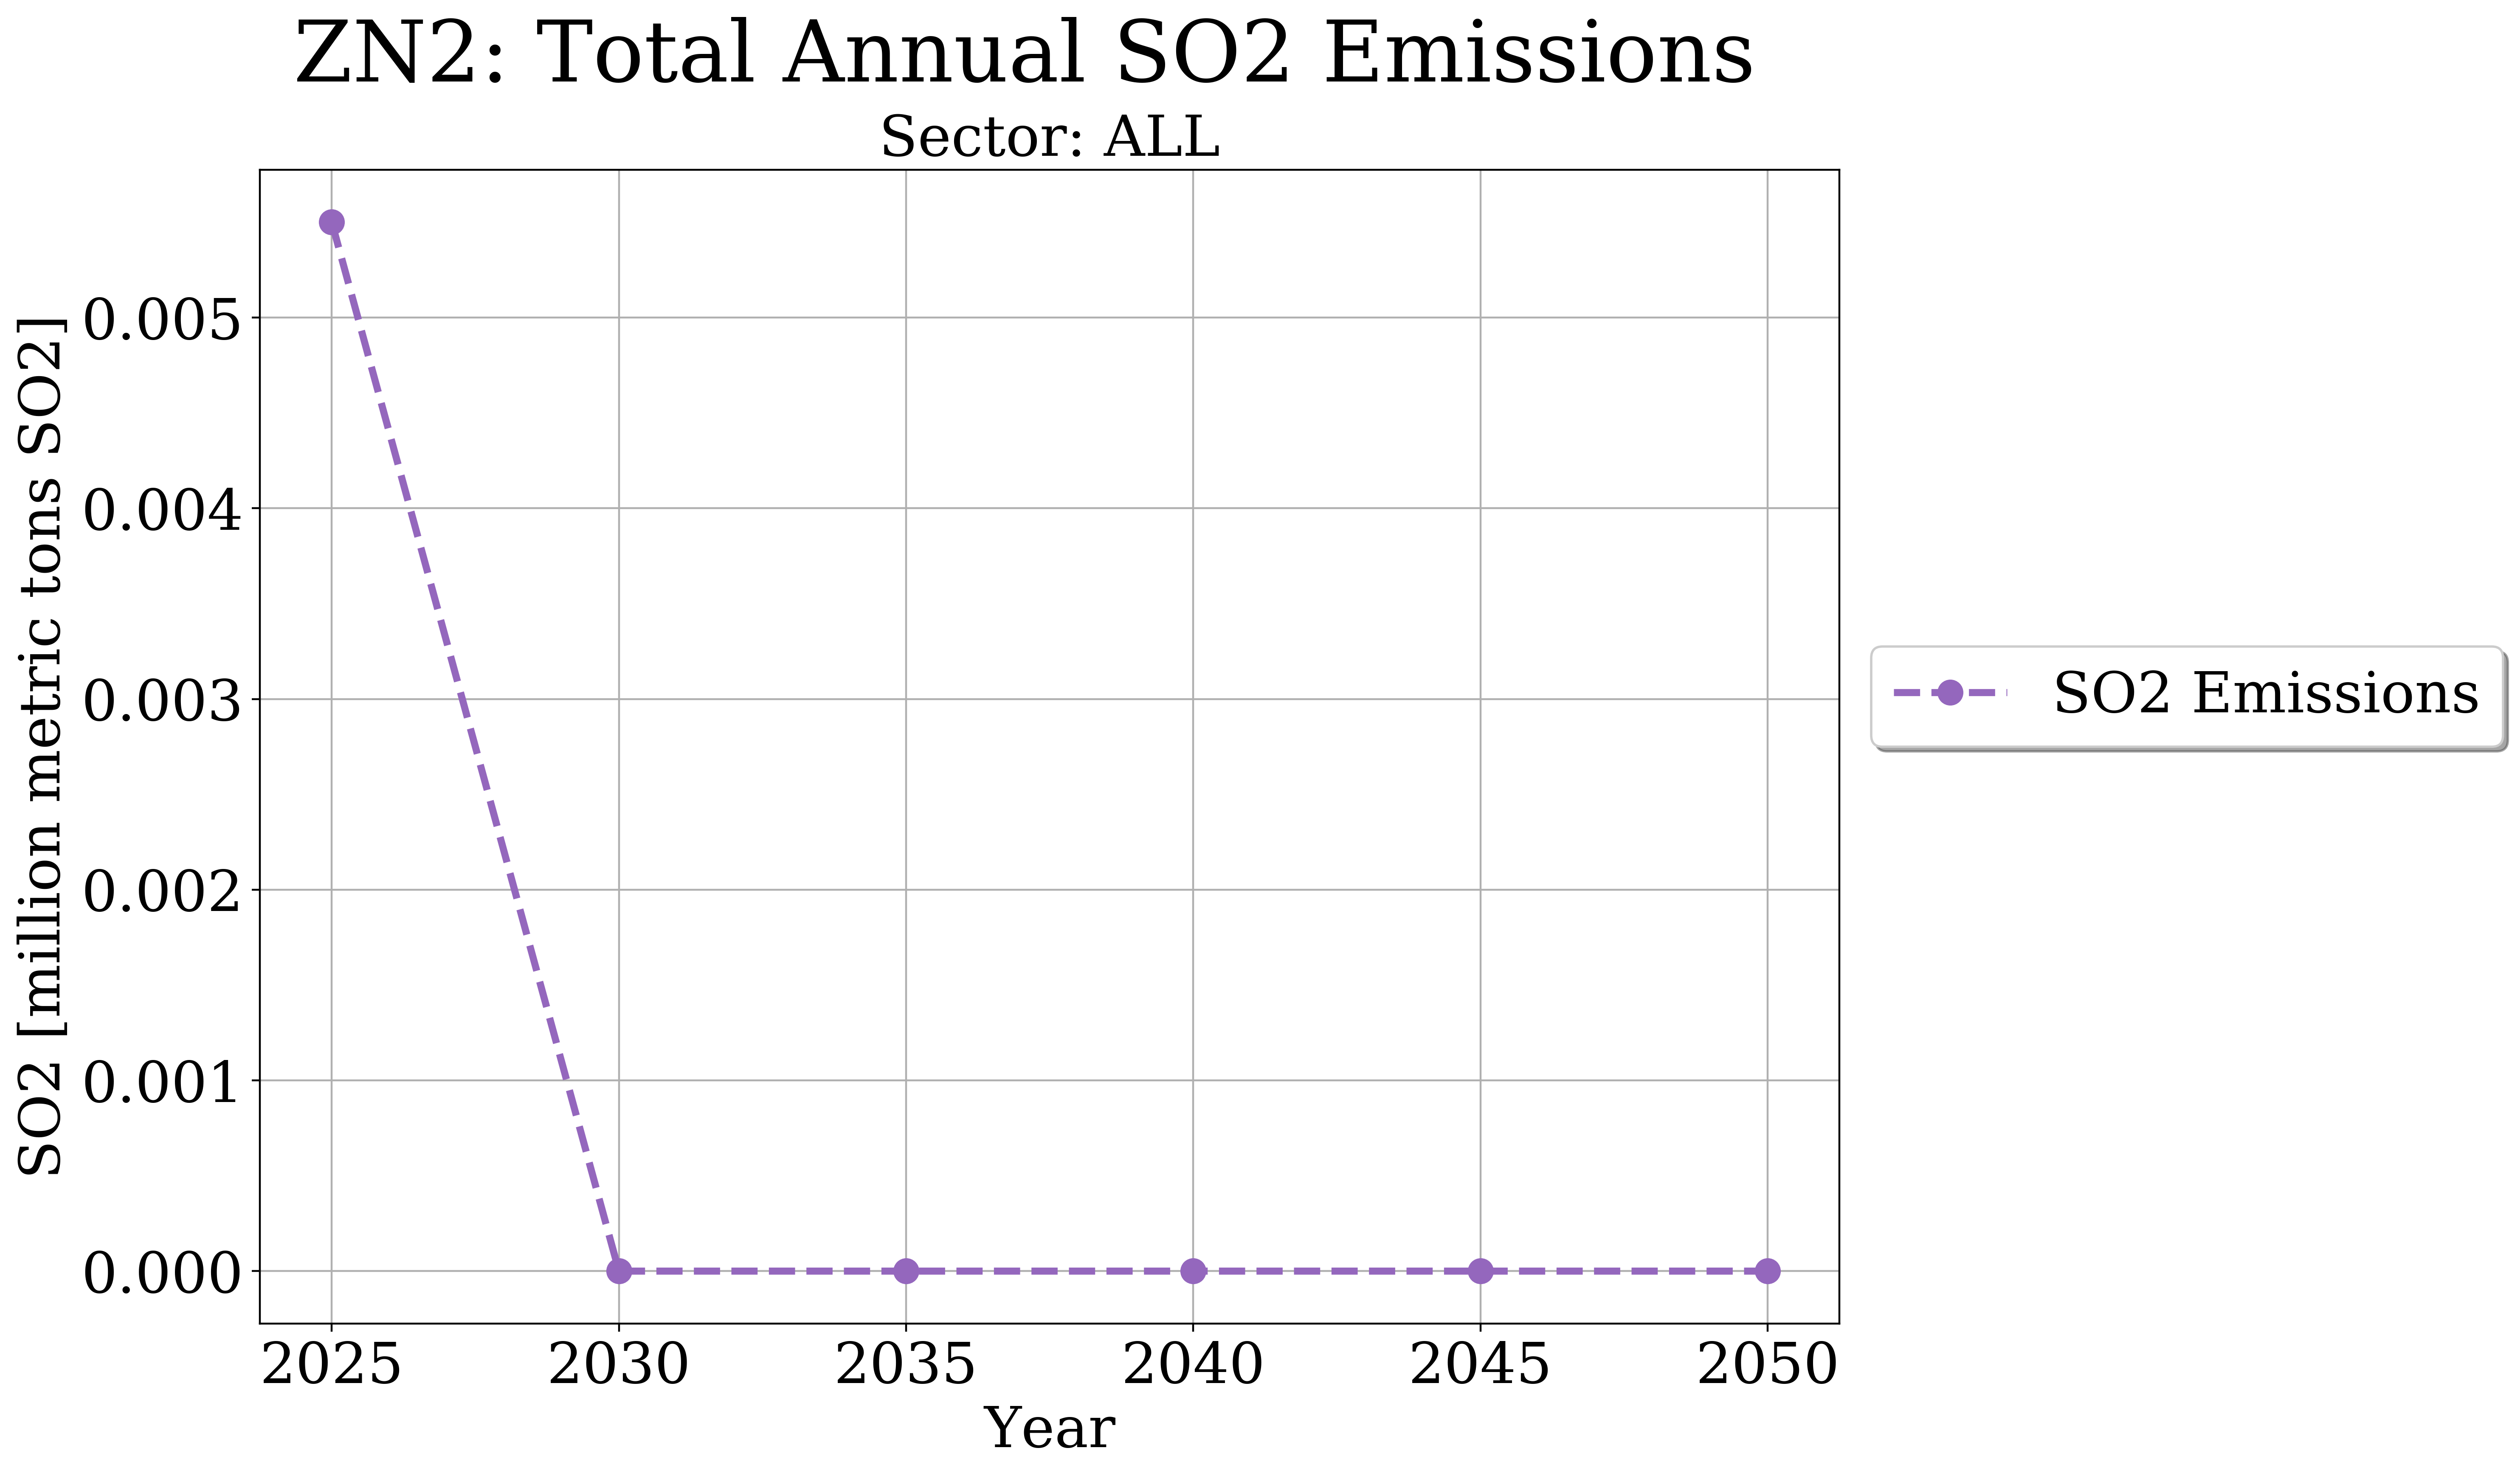 ZN2: Total Annual SO2 Emissions
Sector: ALL
SO2 [million metric tons SO2]
0.005
0.004
0.003
0.002
0.001
0.000
2025 2030 2035 2040 2045 2050
Year
SO2 Emissions